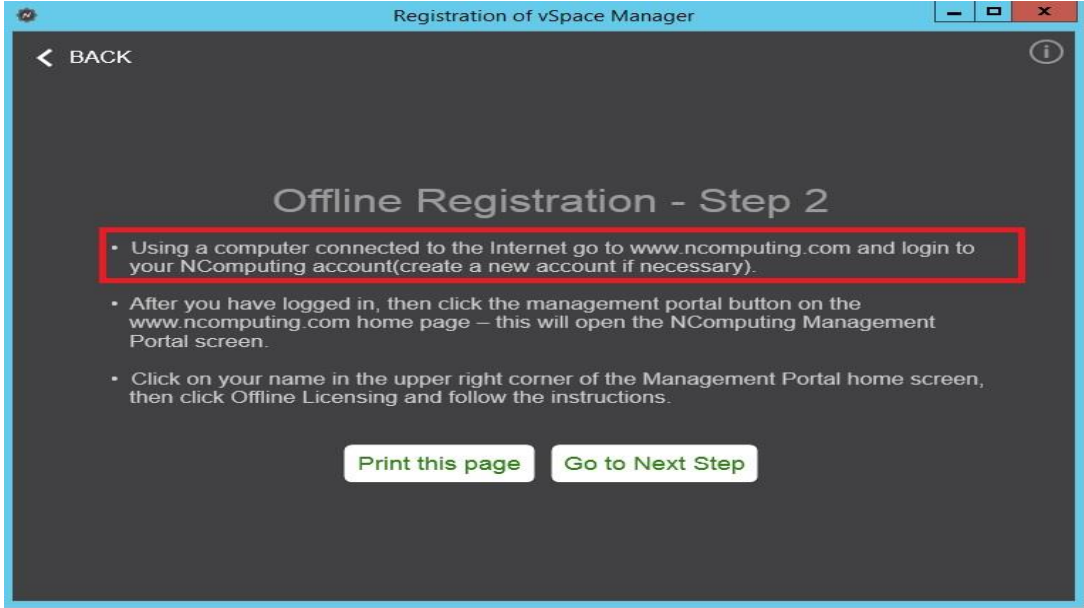 Registration of vSpace Manager
BACK
Offline Registration - Step 2
• Using a computer connected to the Internet go to www.ncomputing.com and login to
your NComputing account(create a new account if necessary).
• After you have logged in, then click the management portal button on the
www.ncomputing.com home page – this will open the NComputing Management
Portal screen.
• Click on your name in the upper right corner of the Management Portal home screen,
then click Offline Licensing and follow the instructions.
Print this page Go to Next Step